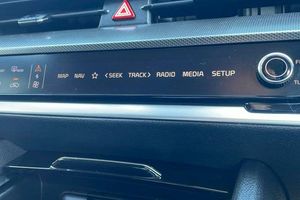 MAP NAV ☆ <SEEK TRACK> RADIO MEDIA SETUP